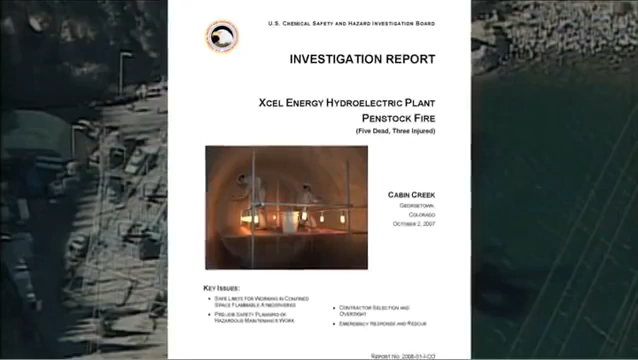 U.S. CHEMICAL SAFETY AND HAZARD INVESTIGATION BOARD
INVESTIGATION REPORT
XCEL ENERGY HYDROELECTRIC PLANT
PENSTOCK FIRE
(Five Dead, Three Injured)
CABIN CREEK
GEORGETOWN,
COLORADO
OCTOBER 2, 2007
KEY ISSUES:
• SAFE LIMITS FOR WORKING IN CONFINED
SPACE FLAMMABLE ATMOSPHERES
• PRE-JOB SAFETY PLANNING OF
HAZARDOUS MAINTENANCE WORK
• CONTRACTOR SELECTION AND
OVERSIGHT
• EMERGENCY RESPONSE AND RESCUE
REPORT NO. 2008-01-I-CO